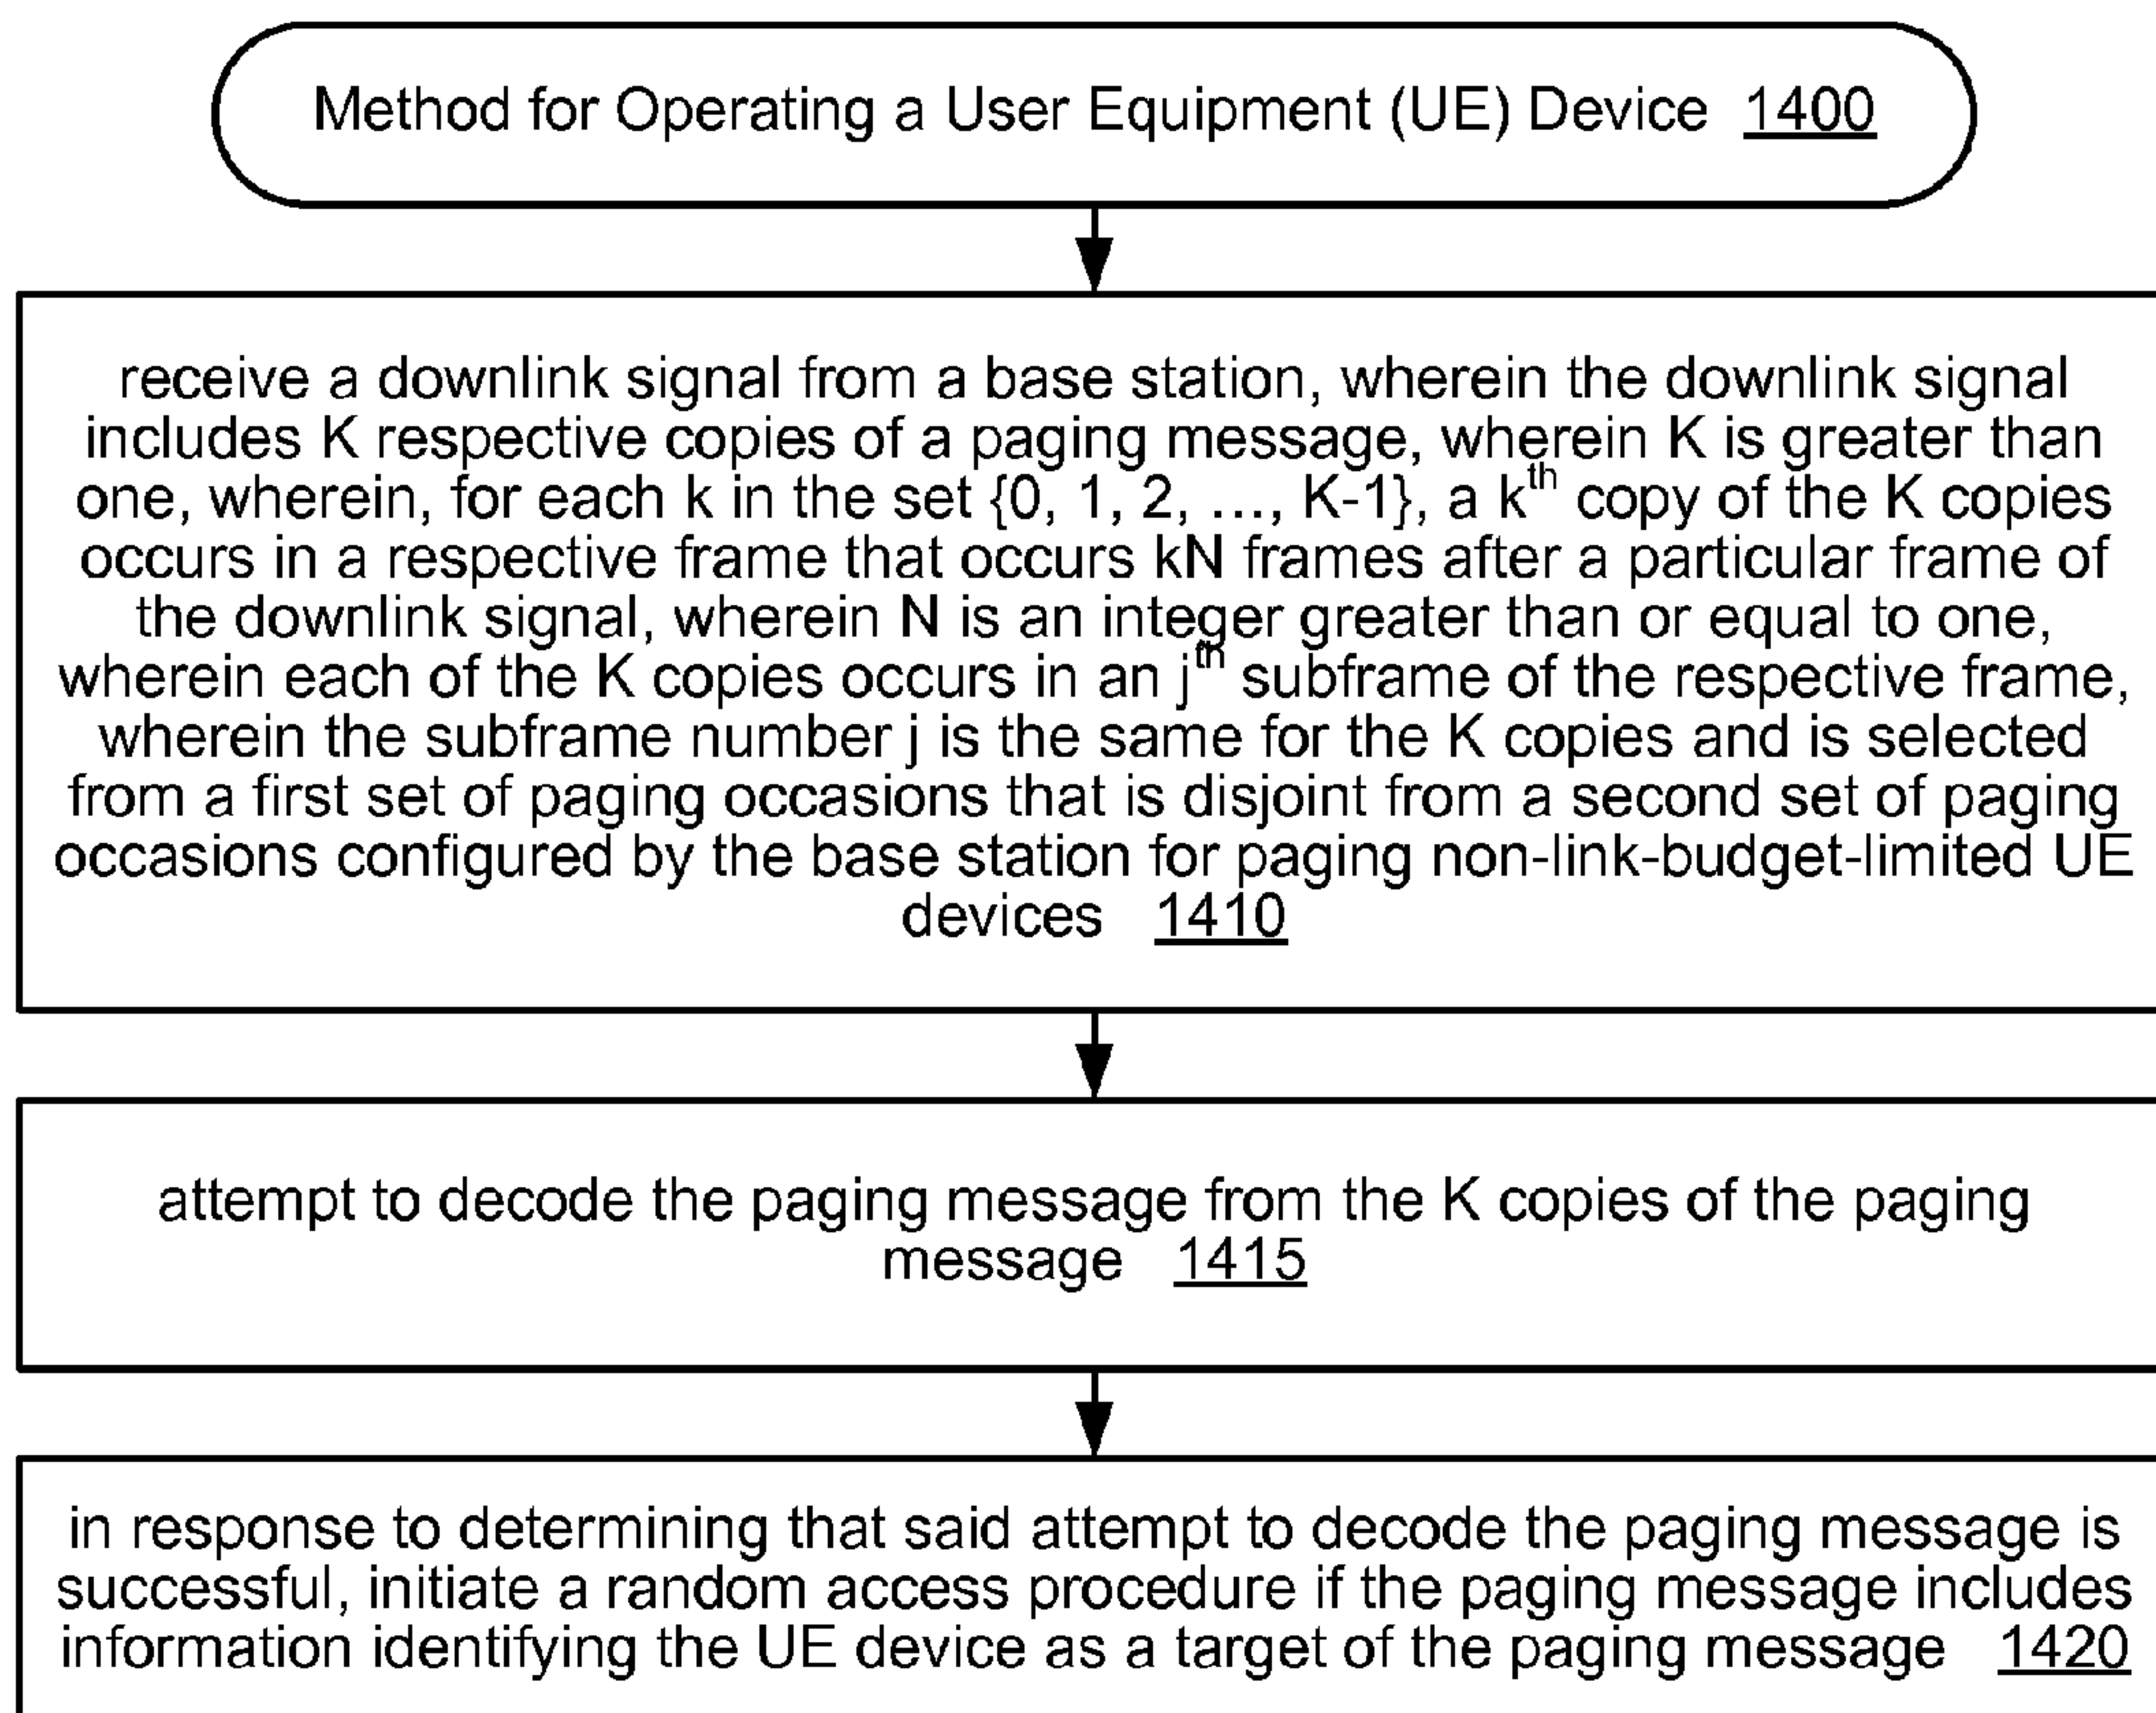 Method for Operating a User Equipment (UE) Device 1400
receive a downlink signal from a base station, wherein the downlink signal
includes K respective copies of a paging message, wherein K is greater than
one, wherein, for each k in the set {0, 1, 2, ..., K-1}, a kth copy of the K copies
occurs in a respective frame that occurs kN frames after a particular frame of
the downlink signal, wherein N is an integer greater than or equal to one,
wherein each of the K copies occurs in an jth subframe of the respective frame,
wherein the subframe number j is the same for the K copies and is selected
from a first set of paging occasions that is disjoint from a second set of paging
occasions configured by the base station for paging non-link-budget-limited UE
devices 1410
attempt to decode the paging message from the K copies of the paging
message 1415
in response to determining that said attempt to decode the paging message is
successful, initiate a random access procedure if the paging message includes
information identifying the UE device as a target of the paging message 1420